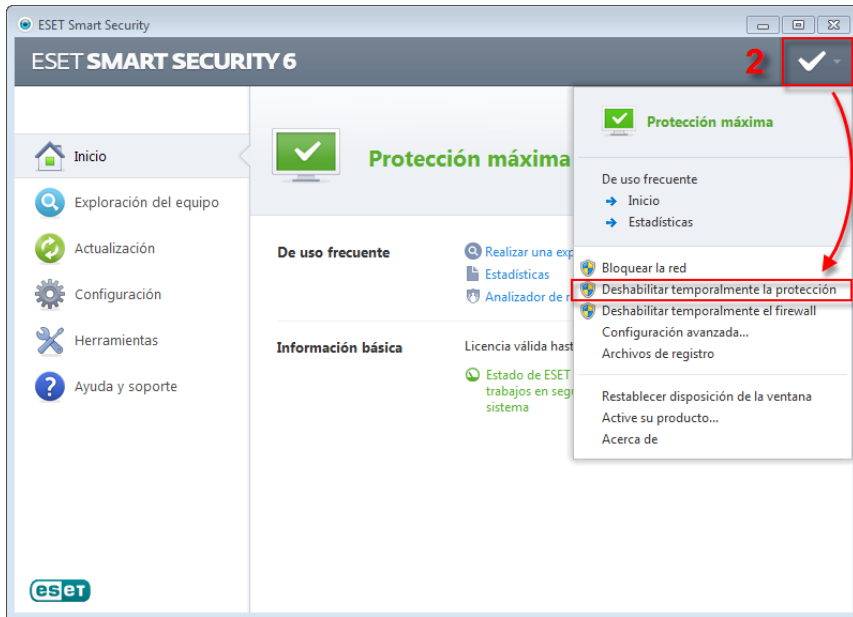 ESET Smart Security
ESET SMART SECURITY 6
2
Inicio
Exploración del equipo
Actualización
Configuración
Herramientas
Ayuda y soporte
eset
Protección máxima
De uso frecuente
Realizar una exp
Estadísticas
Analizador de r
Información básica
Licencia válida hast
Estado de ESET
trabajos en seg
sistema
Protección máxima
De uso frecuente
Inicio
Estadísticas
Bloquear la red
Deshabilitar temporalmente la protección
Deshabilitar temporalmente el firewall
Configuración avanzada...
Archivos de registro
Restablecer disposición de la ventana
Active su producto...
Acerca de